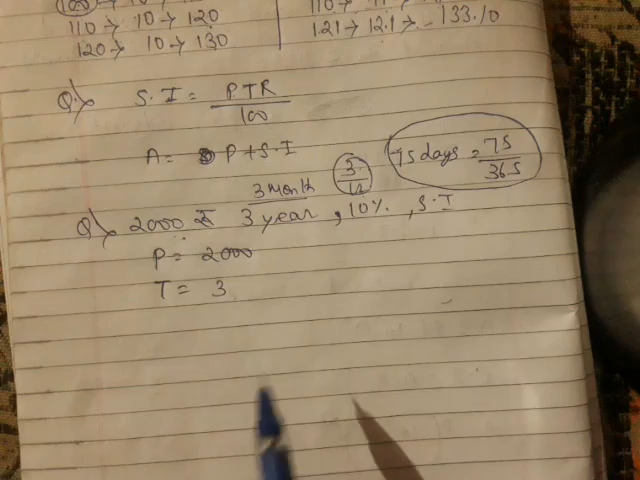 110 → 10 → 120
120 → 10 → 130
121 → 12.1 → 133.10
Q. S.I = PTR
100
A = P + S.I
75 days = 75
365
3 Month 3
12
Q. 2000 ₹ 3 year, 10%, S.I
P = 2000
T = 3